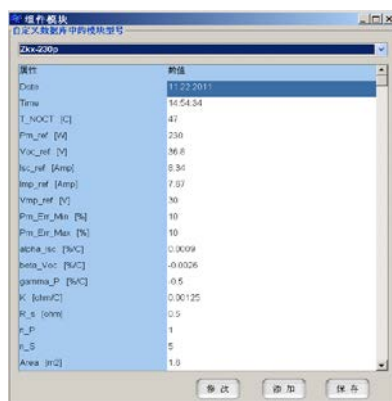 组件模块
自定义数据库中的模块型号
Zkx-230p
属性 数值
Date 11.22.2011
Time 14:54:34
T_NOCT [C] 47
Pm_ref [W] 230
Voc_ref [V] 36.8
Isc_ref [Amp] 8.34
Imp_ref [Amp] 7.67
Vmp_ref [V] 30
Pm_Err_Min [%] 10
Pm_Err_Max [%] 10
alpha_Isc [%/C] 0.0009
beta_Voc [%/C] -0.0026
gamma_P [%/C] -0.5
K [ohm/C] 0.00125
R_s [ohm] 0.5
n_P 1
n_S 5
Area [m2] 1.6
修改 添加 保存